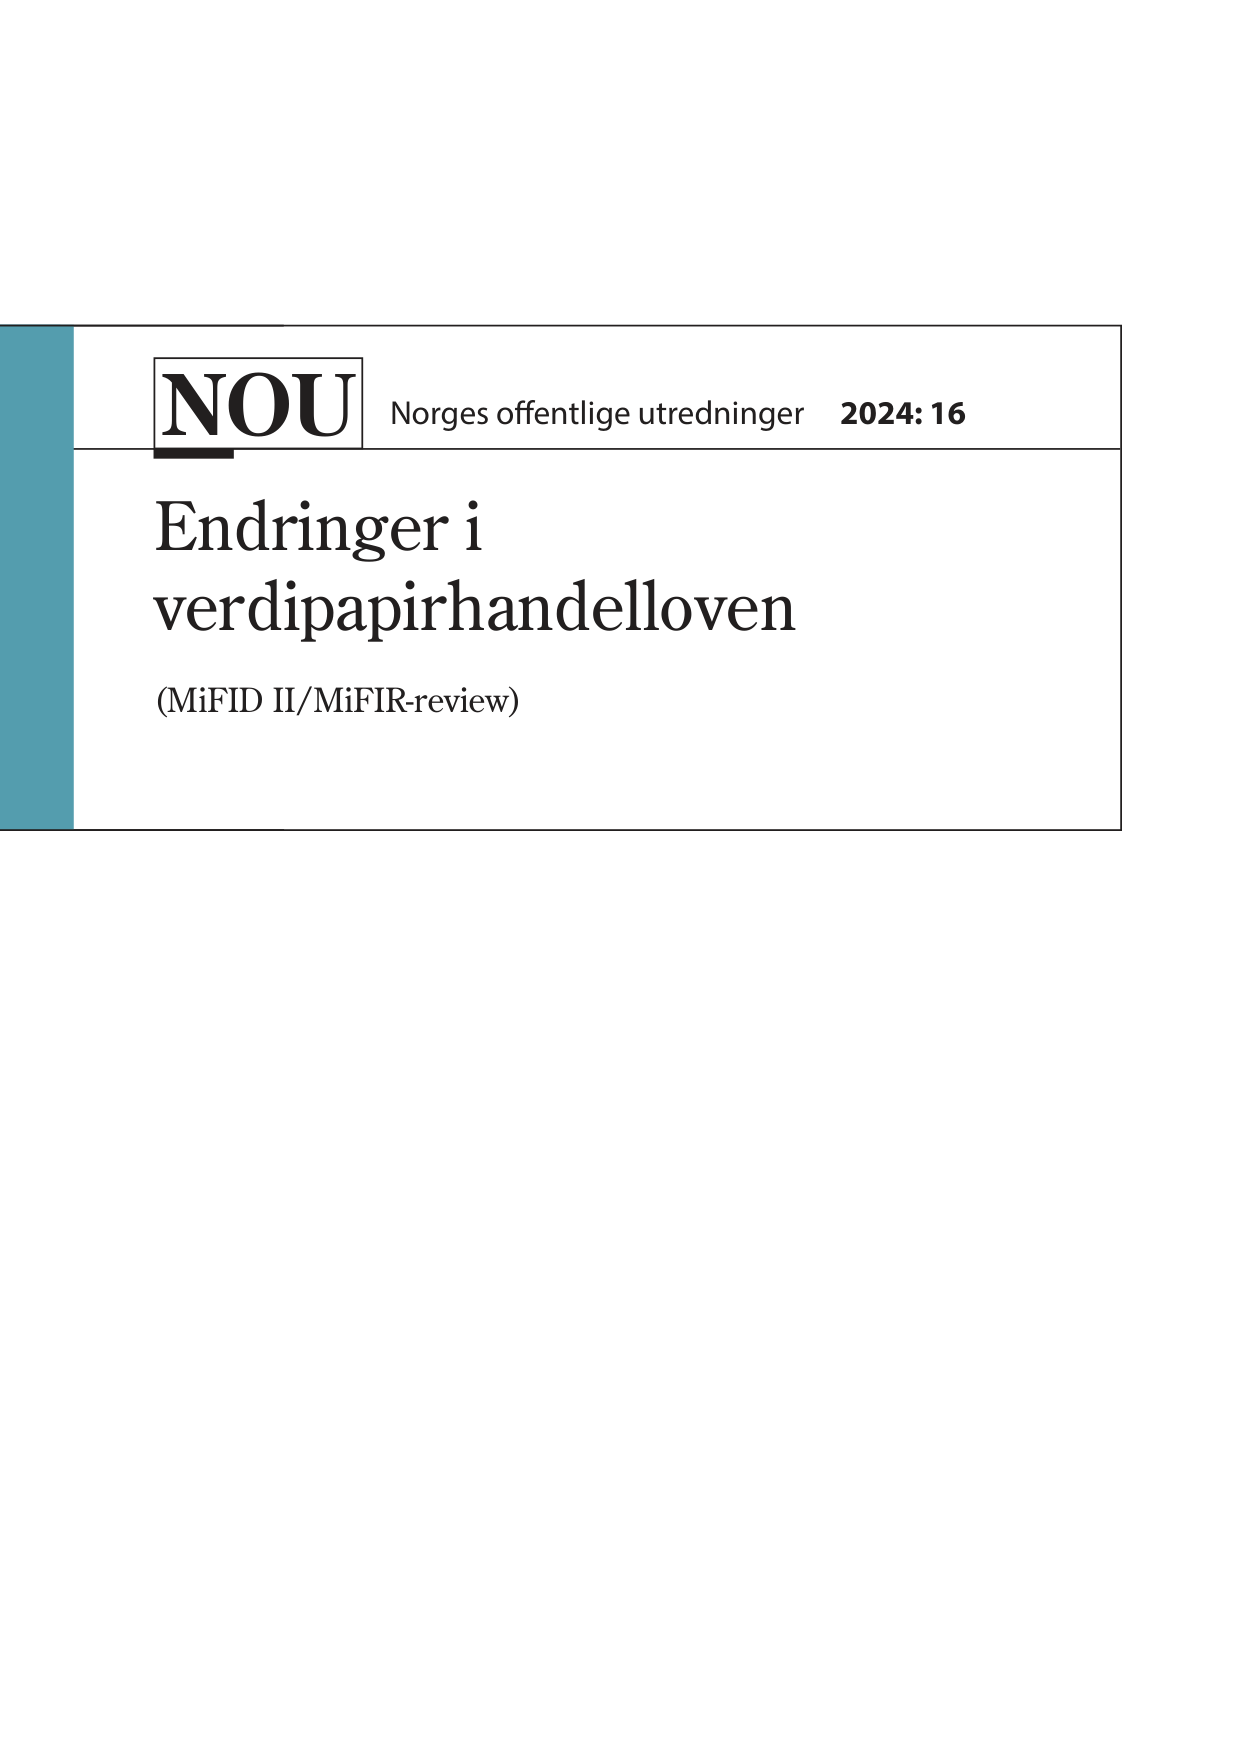 NOU Norges offentlige utredninger 2024: 16
Endringer i
verdipapirhandelloven
(MiFID II/MiFIR-review)